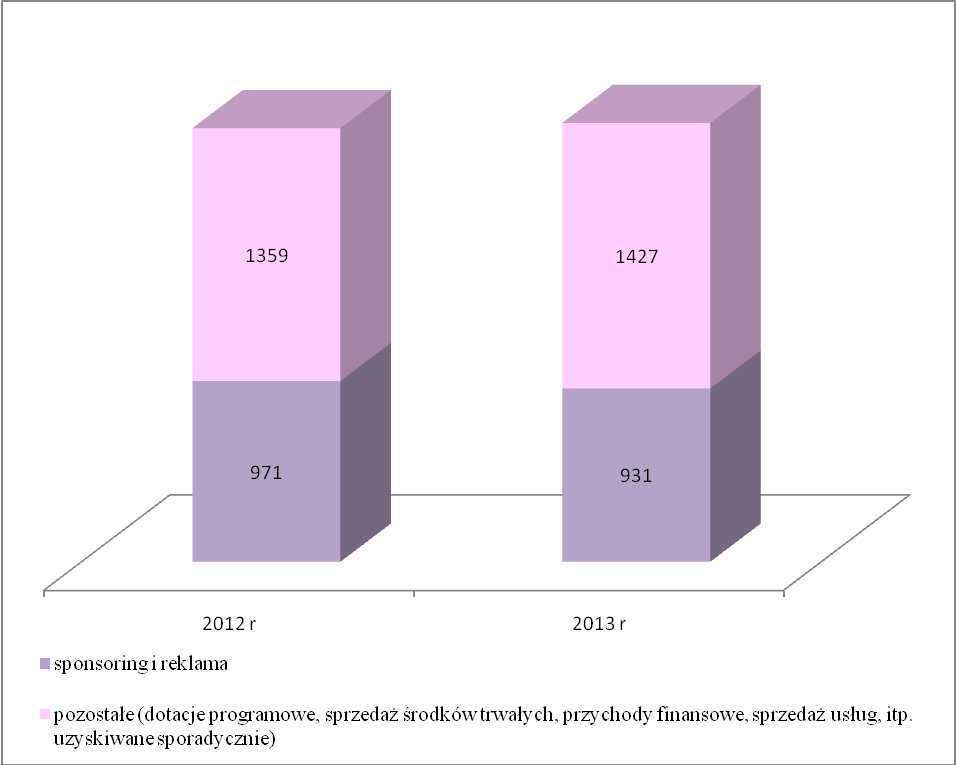 1359
1427
971
931
2012 r
2013 r
sponsoring i reklama
pozostałe (dotacje programowe, sprzedaż środków trwałych, przychody finansowe, sprzedaż usług, itp.
uzyskiwane sporadycznie)